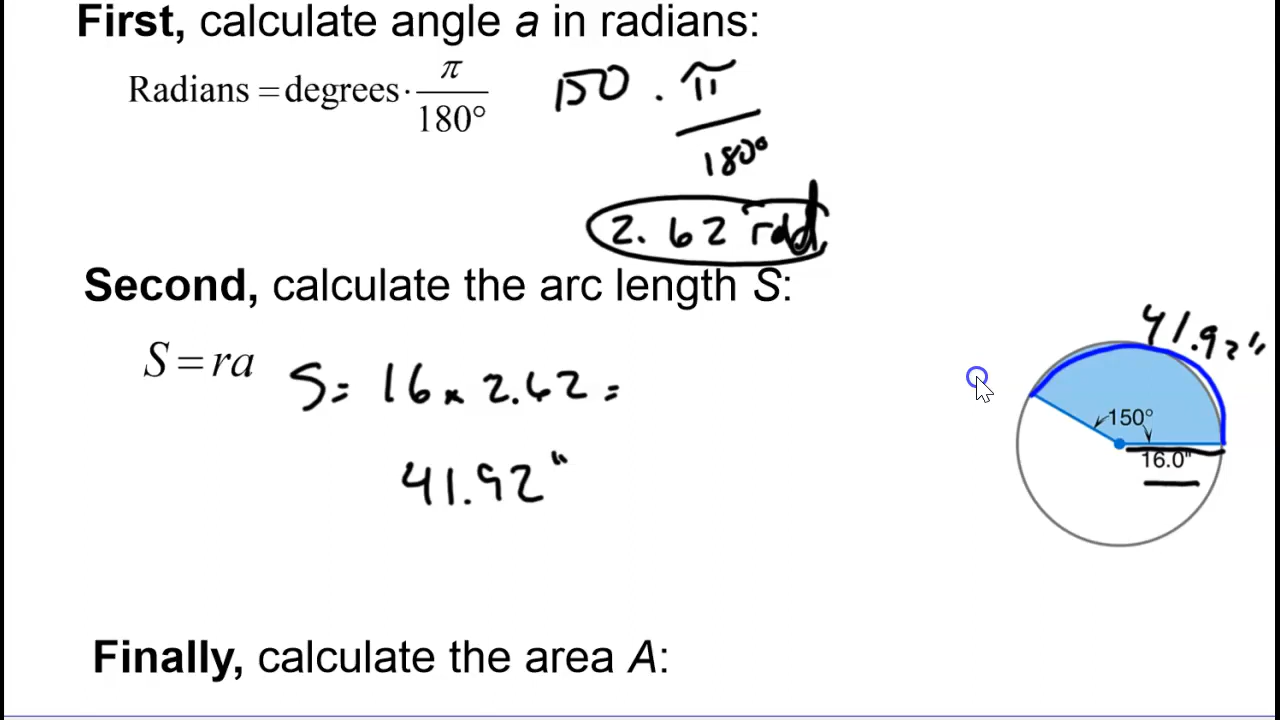 First, calculate angle a in radians:
Radians = degrees · π / 180°
150 · π / 180°
2.62 rad
Second, calculate the arc length S:
S = ra
S = 16 × 2.62 =
41.92"
41.92"
150°
16.0"
Finally, calculate the area A: